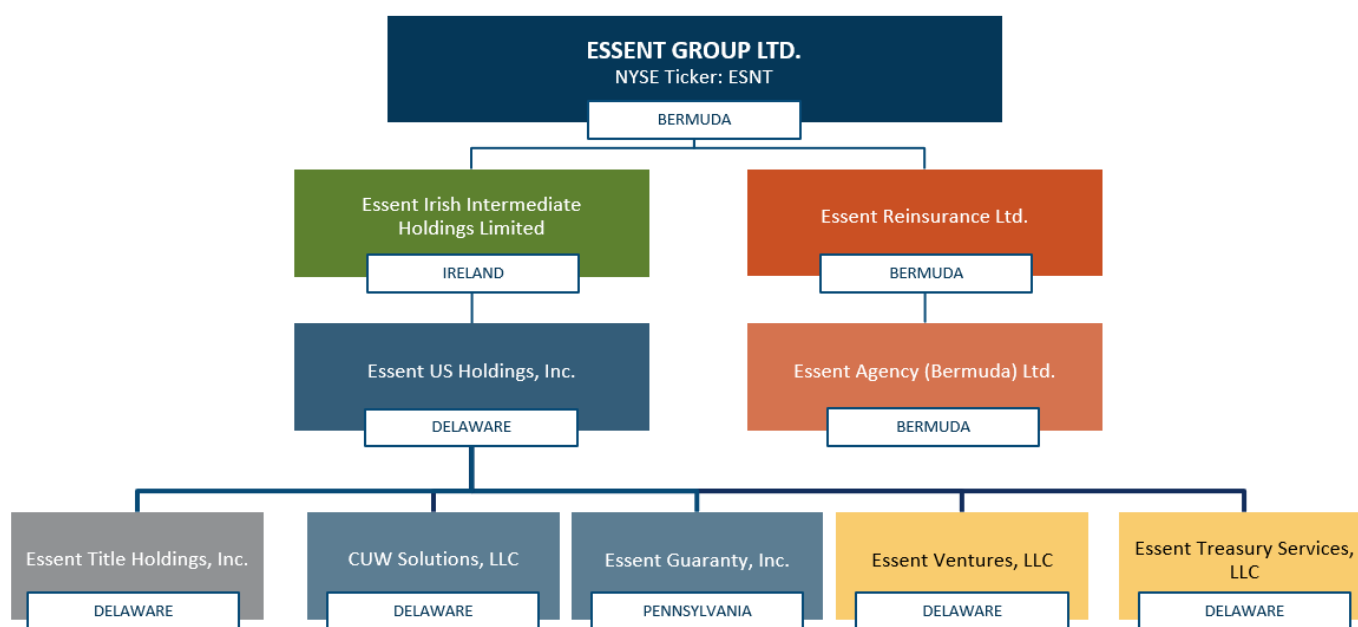 ESSENT GROUP LTD.
NYSE Ticker: ESNT
BERMUDA
Essent Irish Intermediate
Holdings Limited
IRELAND
Essent Reinsurance Ltd.
BERMUDA
Essent US Holdings, Inc.
DELAWARE
Essent Agency (Bermuda) Ltd.
BERMUDA
Essent Title Holdings, Inc.
DELAWARE
CUW Solutions, LLC
DELAWARE
Essent Guaranty, Inc.
PENNSYLVANIA
Essent Ventures, LLC
DELAWARE
Essent Treasury Services,
LLC
DELAWARE